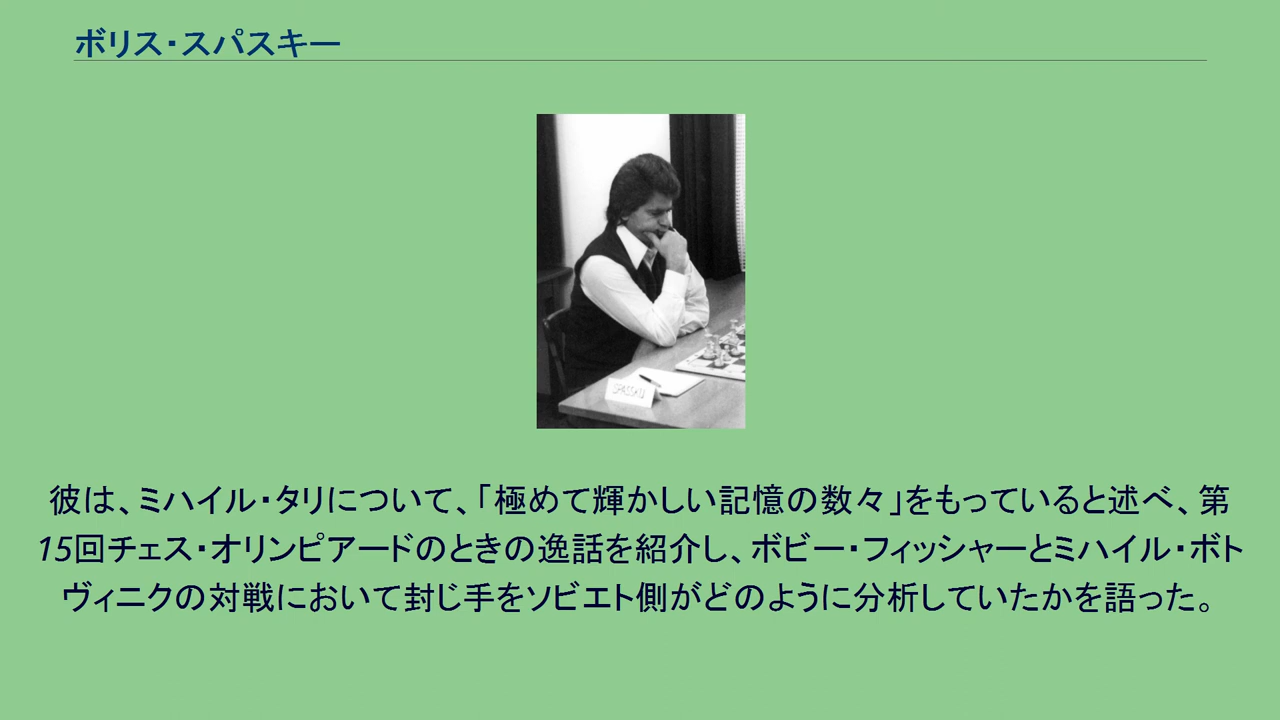 ボリス・スパスキー
SPASSKY
彼は、ミハイル・タリについて、「極めて輝かしい記憶の数々」をもっていると述べ、第
15回チェス・オリンピアードのときの逸話を紹介し、ボビー・フィッシャーとミハイル・ボト
ヴィニクの対戦において封じ手をソビエト側がどのように分析していたかを語った。